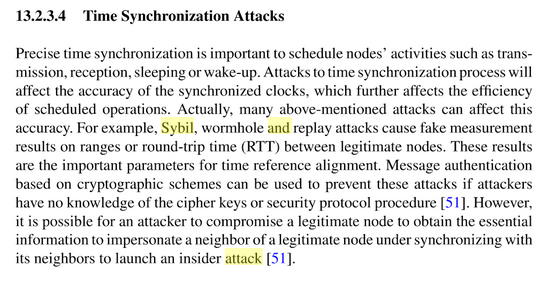 13.2.3.4 Time Synchronization Attacks
Precise time synchronization is important to schedule nodes' activities such as trans-
mission, reception, sleeping or wake-up. Attacks to time synchronization process will
affect the accuracy of the synchronized clocks, which further affects the efficiency
of scheduled operations. Actually, many above-mentioned attacks can affect this
accuracy. For example, Sybil, wormhole and replay attacks cause fake measurement
results on ranges or round-trip time (RTT) between legitimate nodes. These results
are the important parameters for time reference alignment. Message authentication
based on cryptographic schemes can be used to prevent these attacks if attackers
have no knowledge of the cipher keys or security protocol procedure [51]. However,
it is possible for an attacker to compromise a legitimate node to obtain the essential
information to impersonate a neighbor of a legitimate node under synchronizing with
its neighbors to launch an insider attack [51].